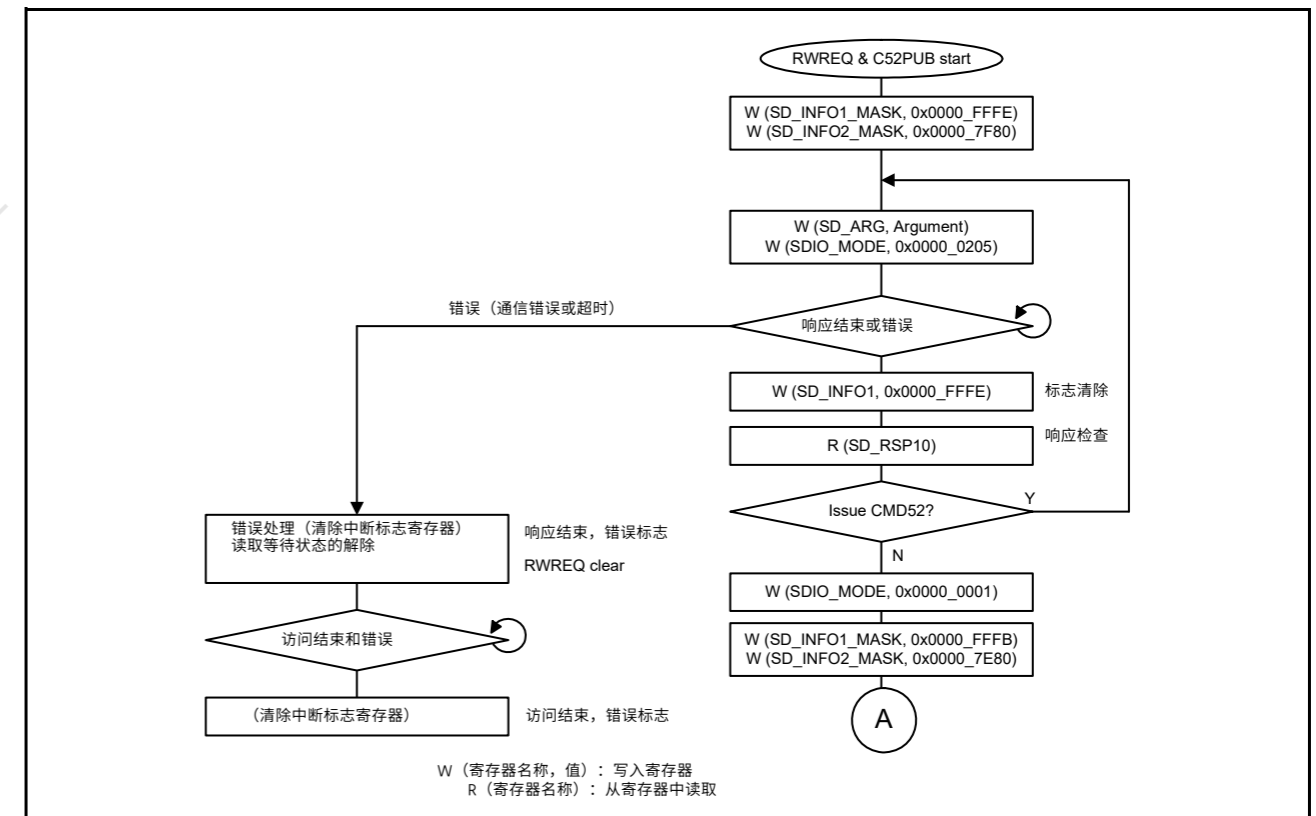 RWREQ & C52PUB start
W (SD_INFO1_MASK, 0x0000_FFFE)
W (SD_INFO2_MASK, 0x0000_7F80)
W (SD_ARG, Argument)
W (SDIO_MODE, 0x0000_0205)
错误（通信错误或超时）
响应结束或错误
W (SD_INFO1, 0x0000_FFFE)
标志清除
R (SD_RSP10)
响应检查
Issue CMD52?
Y
N
错误处理（清除中断标志寄存器）
读取等待状态的解除
响应结束，错误标志
RWREQ clear
W (SDIO_MODE, 0x0000_0001)
访问结束和错误
W (SD_INFO1_MASK, 0x0000_FFFB)
W (SD_INFO2_MASK, 0x0000_7E80)
（清除中断标志寄存器）
访问结束，错误标志
A
W（寄存器名称，值）：写入寄存器
R（寄存器名称）：从寄存器中读取